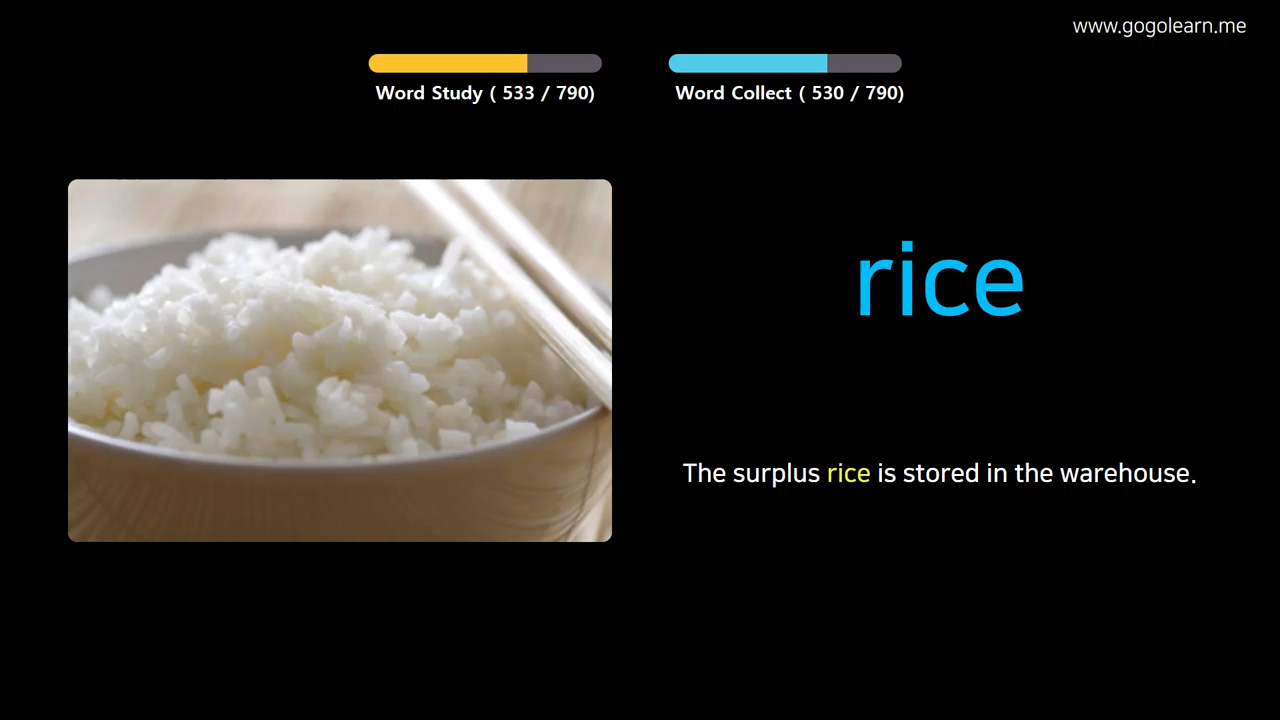 www.gogolearn.me
Word Study ( 533 / 790)
Word Collect ( 530 / 790)
rice
The surplus rice is stored in the warehouse.